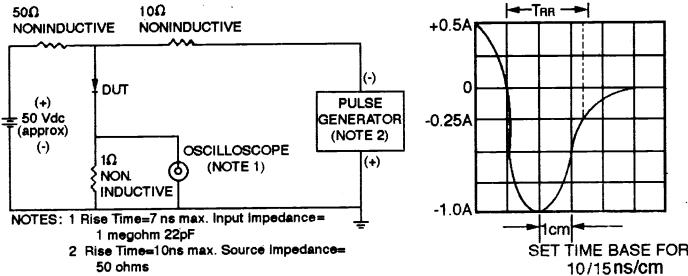 50Ω
NONINDUCTIVE
10Ω
NONINDUCTIVE
DUT
(+)
50 Vdc
(approx)
(-)
1Ω
NON.
INDUCTIVE
OSCILLOSCOPE
(NOTE 1)
(-)
PULSE
GENERATOR
(NOTE 2)
(+)
NOTES: 1 Rise Time=7 ns max. Input Impedance=
1 megohm 22pF
2 Rise Time=10ns max. Source Impedance=
50 ohms
TRR
+0.5A
0
-0.25A
-1.0A
1cm
SET TIME BASE FOR
10/15ns/cm